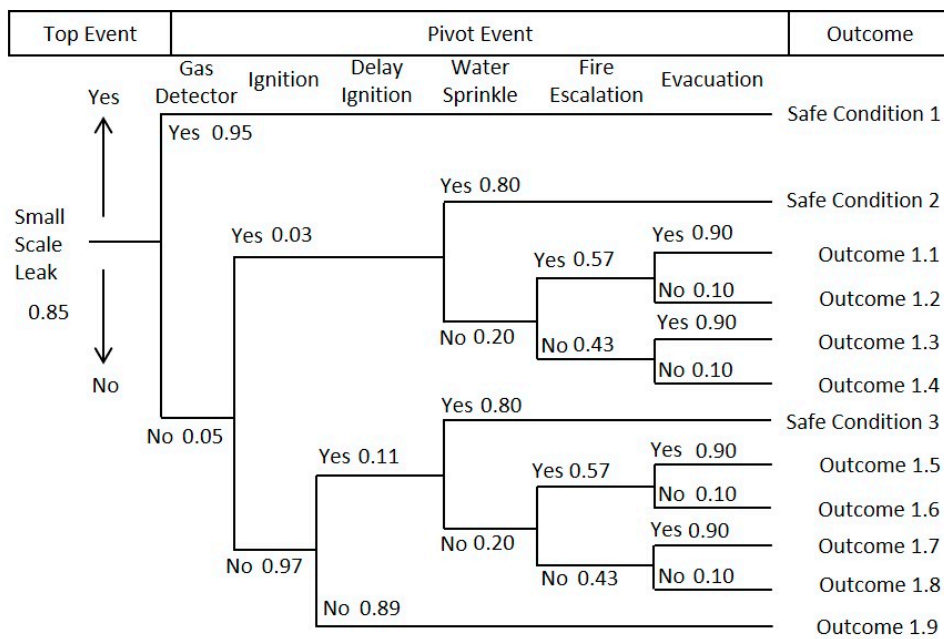 Top Event Pivot Event Outcome
Gas Detector Ignition Delay Ignition Water Sprinkle Fire Escalation Evacuation
Yes
Yes 0.95 Safe Condition 1
Yes 0.80 Safe Condition 2
Small Scale Leak 0.85
Yes 0.03
Yes 0.90 Outcome 1.1
Yes 0.57
No 0.10 Outcome 1.2
No 0.20
Yes 0.90 Outcome 1.3
No 0.43
No 0.10 Outcome 1.4
No
Yes 0.80 Safe Condition 3
No 0.05
Yes 0.11
Yes 0.90 Outcome 1.5
Yes 0.57
No 0.10 Outcome 1.6
No 0.20
Yes 0.90 Outcome 1.7
No 0.97
No 0.43
No 0.10 Outcome 1.8
No 0.89 Outcome 1.9